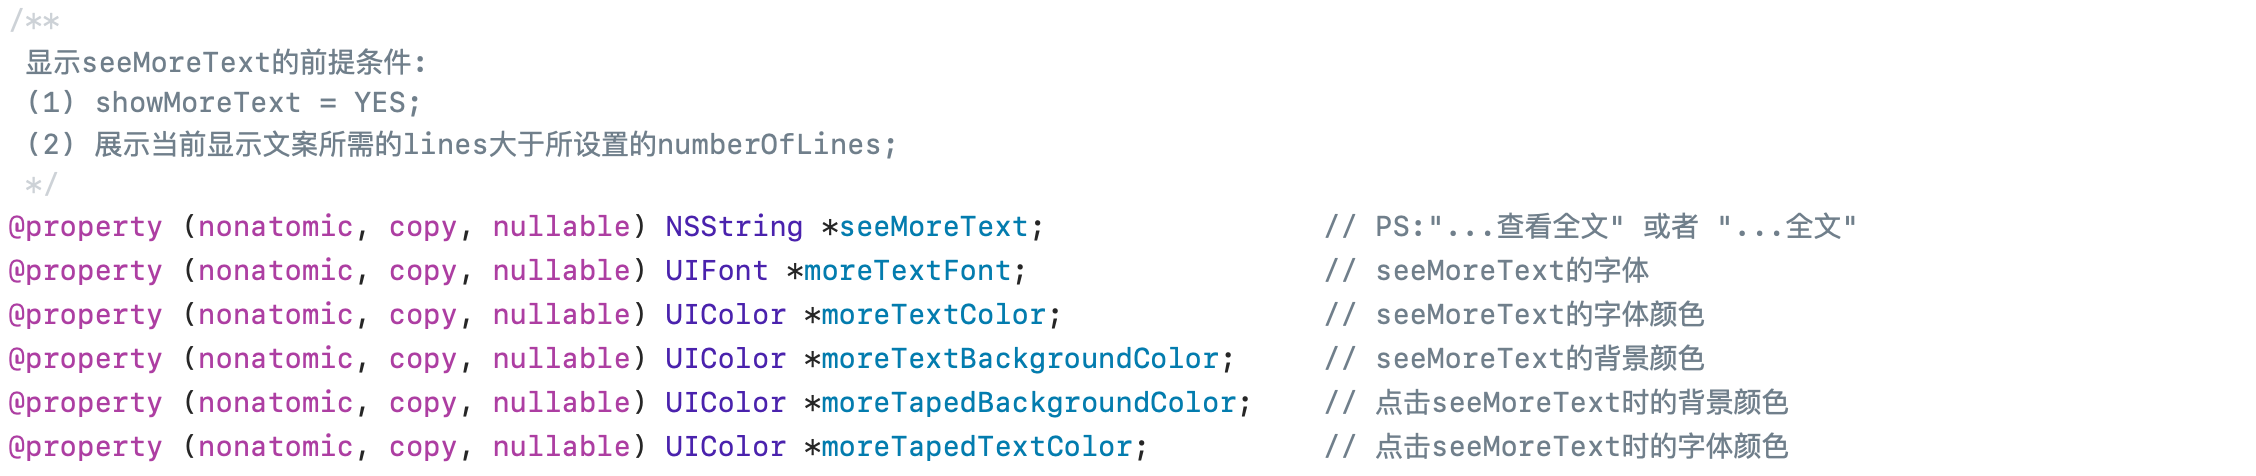 /**
显示seeMoreText的前提条件:
(1) showMoreText = YES;
(2) 展示当前显示文案所需的lines大于所设置的numberOfLines;
*/
@property (nonatomic, copy, nullable) NSString *seeMoreText; // PS:"...查看全文" 或者 "...全文"
@property (nonatomic, copy, nullable) UIFont *moreTextFont; // seeMoreText的字体
@property (nonatomic, copy, nullable) UIColor *moreTextColor; // seeMoreText的字体颜色
@property (nonatomic, copy, nullable) UIColor *moreTextBackgroundColor; // seeMoreText的背景颜色
@property (nonatomic, copy, nullable) UIColor *moreTapedBackgroundColor; // 点击seeMoreText时的背景颜色
@property (nonatomic, copy, nullable) UIColor *moreTapedTextColor; // 点击seeMoreText时的字体颜色